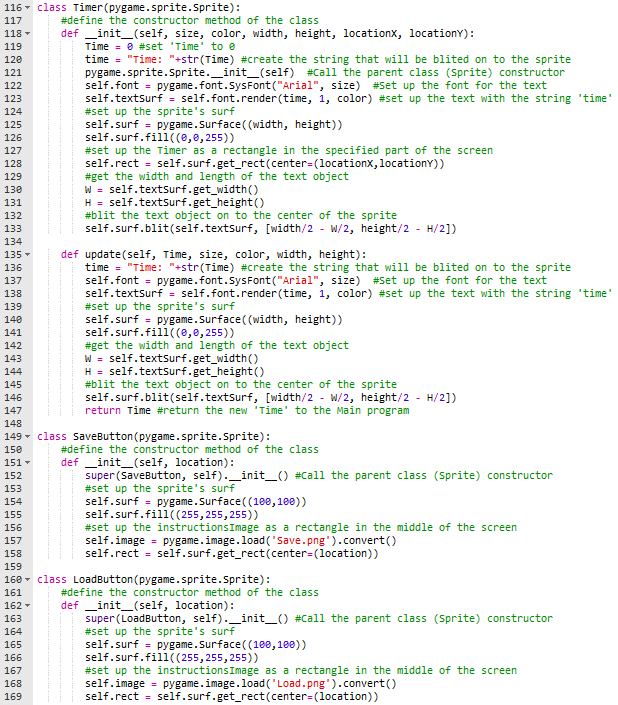 116 class Timer(pygame.sprite.Sprite):
117     #define the constructor method of the class
118     def __init__(self, size, color, width, height, locationX, locationY):
119         Time = 0 #set 'Time' to 0
120         time = "Time: "+str(Time) #create the string that will be blited on to the sprite
121         pygame.sprite.Sprite.__init__(self)  #Call the parent class (Sprite) constructor
122         self.font = pygame.font.SysFont("Arial", size)  #Set up the font for the text
123         self.textSurf = self.font.render(time, 1, color) #set up the text with the string 'time'
124         #set up the sprite's surf
125         self.surf = pygame.Surface((width, height))
126         self.surf.fill((0,0,255))
127         #set up the Timer as a rectangle in the specified part of the screen
128         self.rect = self.surf.get_rect(center=(locationX,locationY))
129         #get the width and length of the text object
130         W = self.textSurf.get_width()
131         H = self.textSurf.get_height()
132         #blit the text object on to the center of the sprite
133         self.surf.blit(self.textSurf, [width/2 - W/2, height/2 - H/2])
134
135     def update(self, Time, size, color, width, height):
136         time = "Time: "+str(Time) #create the string that will be blited on to the sprite
137         self.font = pygame.font.SysFont("Arial", size)  #Set up the font for the text
138         self.textSurf = self.font.render(time, 1, color) #set up the text with the string 'time'
139         #set up the sprite's surf
140         self.surf = pygame.Surface((width, height))
141         self.surf.fill((0,0,255))
142         #get the width and length of the text object
143         W = self.textSurf.get_width()
144         H = self.textSurf.get_height()
145         #blit the text object on to the center of the sprite
146         self.surf.blit(self.textSurf, [width/2 - W/2, height/2 - H/2])
147         return Time #return the new 'Time' to the Main program
148
149 class SaveButton(pygame.sprite.Sprite):
150     #define the constructor method of the class
151     def __init__(self, location):
152         super(SaveButton, self).__init__() #Call the parent class (Sprite) constructor
153         #set up the sprite's surf
154         self.surf = pygame.Surface((100,100))
155         self.surf.fill((255,255,255))
156         #set up the instructionsImage as a rectangle in the middle of the screen
157         self.image = pygame.image.load('Save.png').convert()
158         self.rect = self.surf.get_rect(center=(location))
159
160 class LoadButton(pygame.sprite.Sprite):
161     #define the constructor method of the class
162     def __init__(self, location):
163         super(LoadButton, self).__init__() #Call the parent class (Sprite) constructor
164         #set up the sprite's surf
165         self.surf = pygame.Surface((100,100))
166         self.surf.fill((255,255,255))
167         #set up the instructionsImage as a rectangle in the middle of the screen
168         self.image = pygame.image.load('Load.png').convert()
169         self.rect = self.surf.get_rect(center=(location))